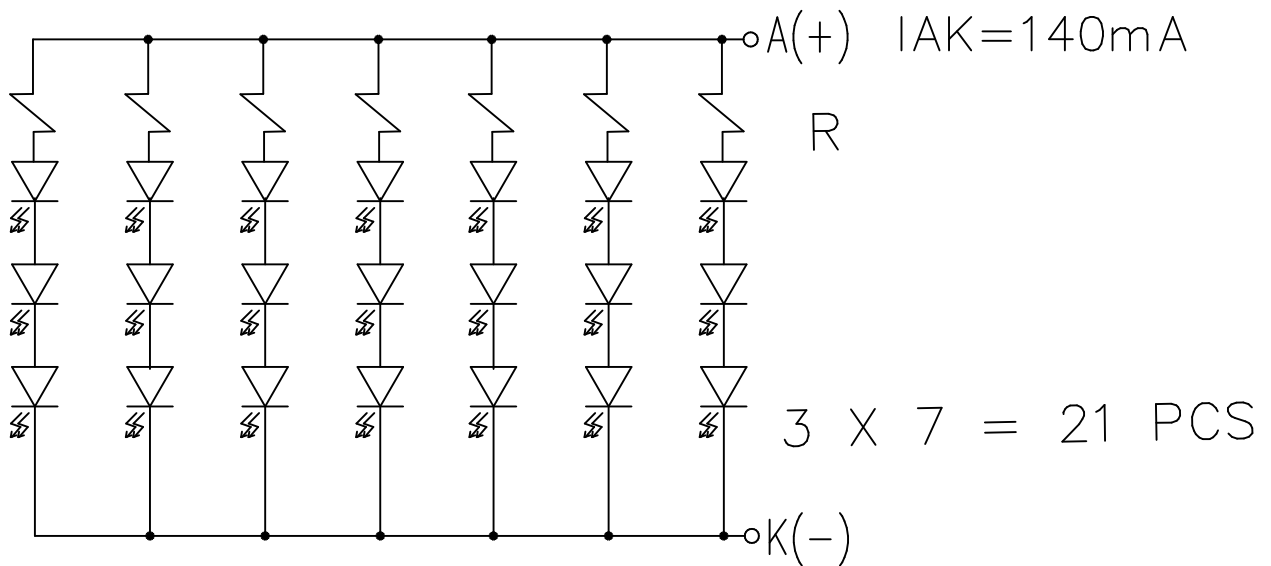 A(+) IAK=140mA
R
3 X 7 = 21 PCS
K(-)